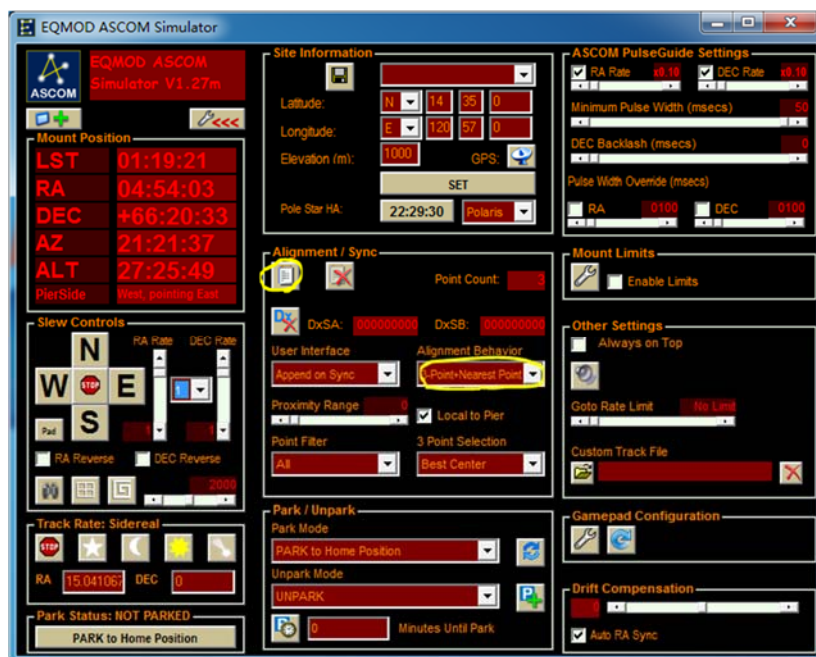 EQMOD ASCOM Simulator
ASCOM
EQMOD ASCOM
Simulator V1.27m
<<<
Mount Position
LST 01:19:21
RA 04:54:03
DEC +66:20:33
AZ 21:21:37
ALT 27:25:49
PierSide West, pointing East
Slew Controls
RA Rate DEC Rate
N
W STOP E
1
S
Pad
1 1
RA Reverse DEC Reverse
2000
Track Rate: Sidereal
STOP
RA 15.041067 DEC 0
Park Status: NOT PARKED
PARK to Home Position
Site Information
Latitude: N 14 35 0
Longitude: E 120 57 0
Elevation (m): 1000 GPS:
SET
Pole Star HA: 22:29:30 Polaris
Alignment / Sync
Point Count: 3
Dx DxSA: 000000000 DxSB: 000000000
User Interface Alignment Behavior
Append on Sync -Point+Nearest Point
Proximity Range 0
Local to Pier
Point Filter 3 Point Selection
All Best Center
Park / Unpark
Park Mode
PARK to Home Position
Unpark Mode
UNPARK
P
0 Minutes Until Park
ASCOM PulseGuide Settings
RA Rate x0.10 DEC Rate x0.10
Minimum Pulse Width (msecs) 50
DEC Backlash (msecs) 0
Pulse Width Override (msecs)
RA 0100 DEC 0100
Mount Limits
Enable Limits
Other Settings
Always on Top
Goto Rate Limit No Limit
Custom Track File
Gamepad Configuration
Drift Compensation
0
Auto RA Sync